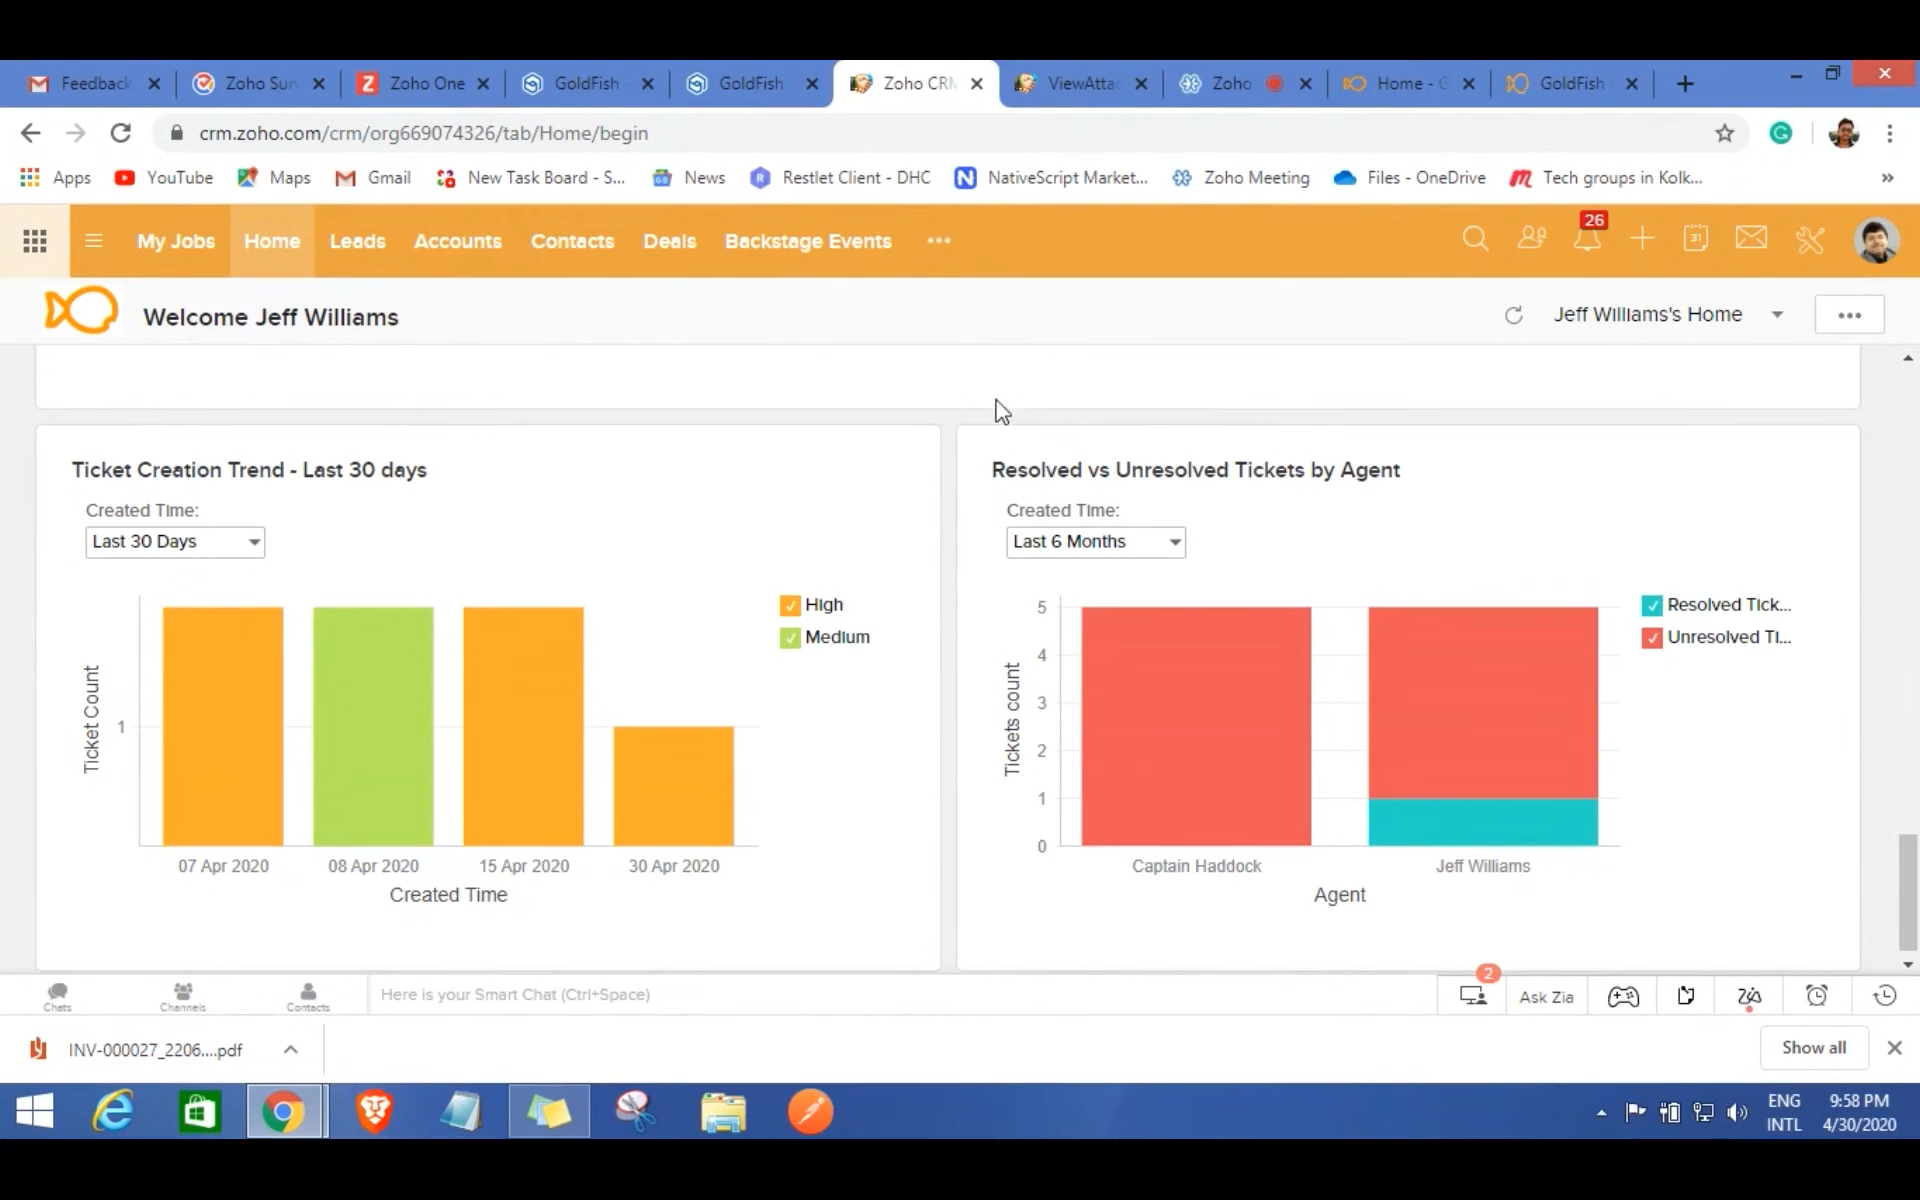 Feedback
Zoho Sur
Zoho One
GoldFish
GoldFish
Zoho CRM
ViewAttac
Zoho
Home - G
GoldFish
crm.zoho.com/crm/org669074326/tab/Home/begin
Apps
YouTube
Maps
Gmail
New Task Board - S...
News
Restlet Client - DHC
NativeScript Market...
Zoho Meeting
Files - OneDrive
Tech groups in Kolk...
»
My Jobs
Home
Leads
Accounts
Contacts
Deals
Backstage Events
26
31
Welcome Jeff Williams
Jeff Williams's Home
Ticket Creation Trend - Last 30 days
Created Time:
Last 30 Days
High
Medium
Ticket Count
1
07 Apr 2020
08 Apr 2020
15 Apr 2020
30 Apr 2020
Created Time
Resolved vs Unresolved Tickets by Agent
Created Time:
Last 6 Months
Resolved Tick...
Unresolved Ti...
Tickets count
5
4
3
2
1
0
Captain Haddock
Jeff Williams
Agent
Chats
Channels
Contacts
Here is your Smart Chat (Ctrl+Space)
2
Ask Zia
INV-000027_2206....pdf
Show all
ENG
INTL
9:58 PM
4/30/2020